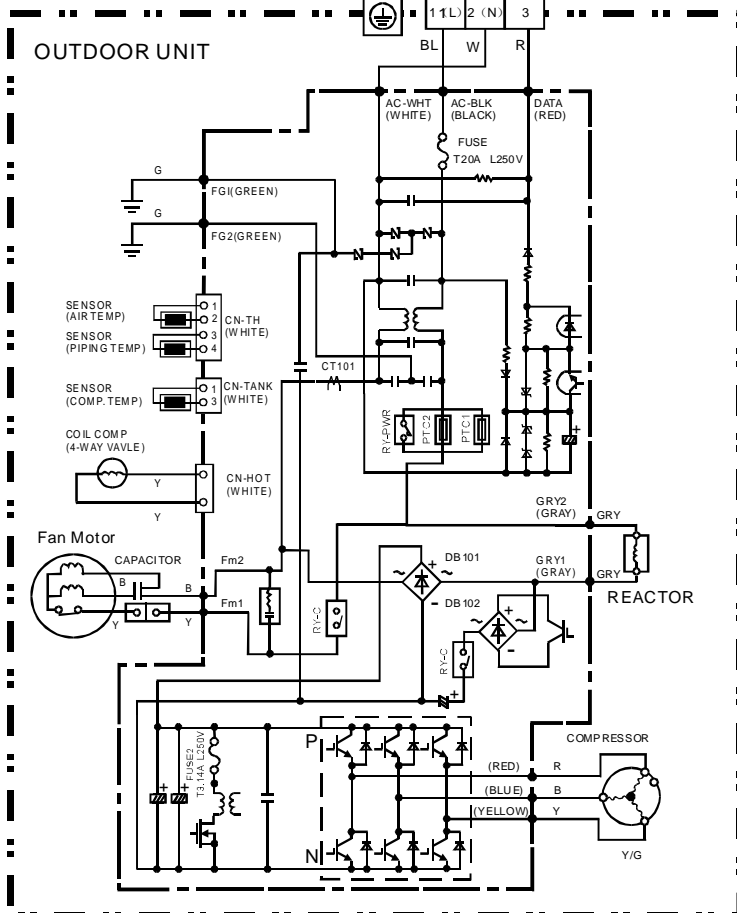 1 1(L) 2 (N) 3
OUTDOOR UNIT
BL W R
AC-WHT
(WHITE)
AC-BLK
(BLACK)
DATA
(RED)
FUSE
T20A L250V
G
FG1(GREEN)
G
FG2(GREEN)
SENSOR
(AIR TEMP)
SENSOR
(PIPING TEMP)
1
2
3
4
CN-TH
(WHITE)
CT101
SENSOR
(COMP. TEMP)
1
3
CN-TANK
(WHITE)
RY-PWR
PTC2
PTC1
+
COIL COMP
(4-WAY VAVLE)
Y
Y
CN-HOT
(WHITE)
GRY2
(GRAY)
GRY
Fan Motor
CAPACITOR
B
B
Y
Y
Fm2
Fm1
RY-C
~ + ~ -
DB101
DB102
GRY1
(GRAY)
GRY
REACTOR
RY-C
~ + ~ -
+
P
N
FUSE2
T3.14A L250V
+ +
COMPRESSOR
(RED) R
(BLUE) B
(YELLOW) Y
Y/G